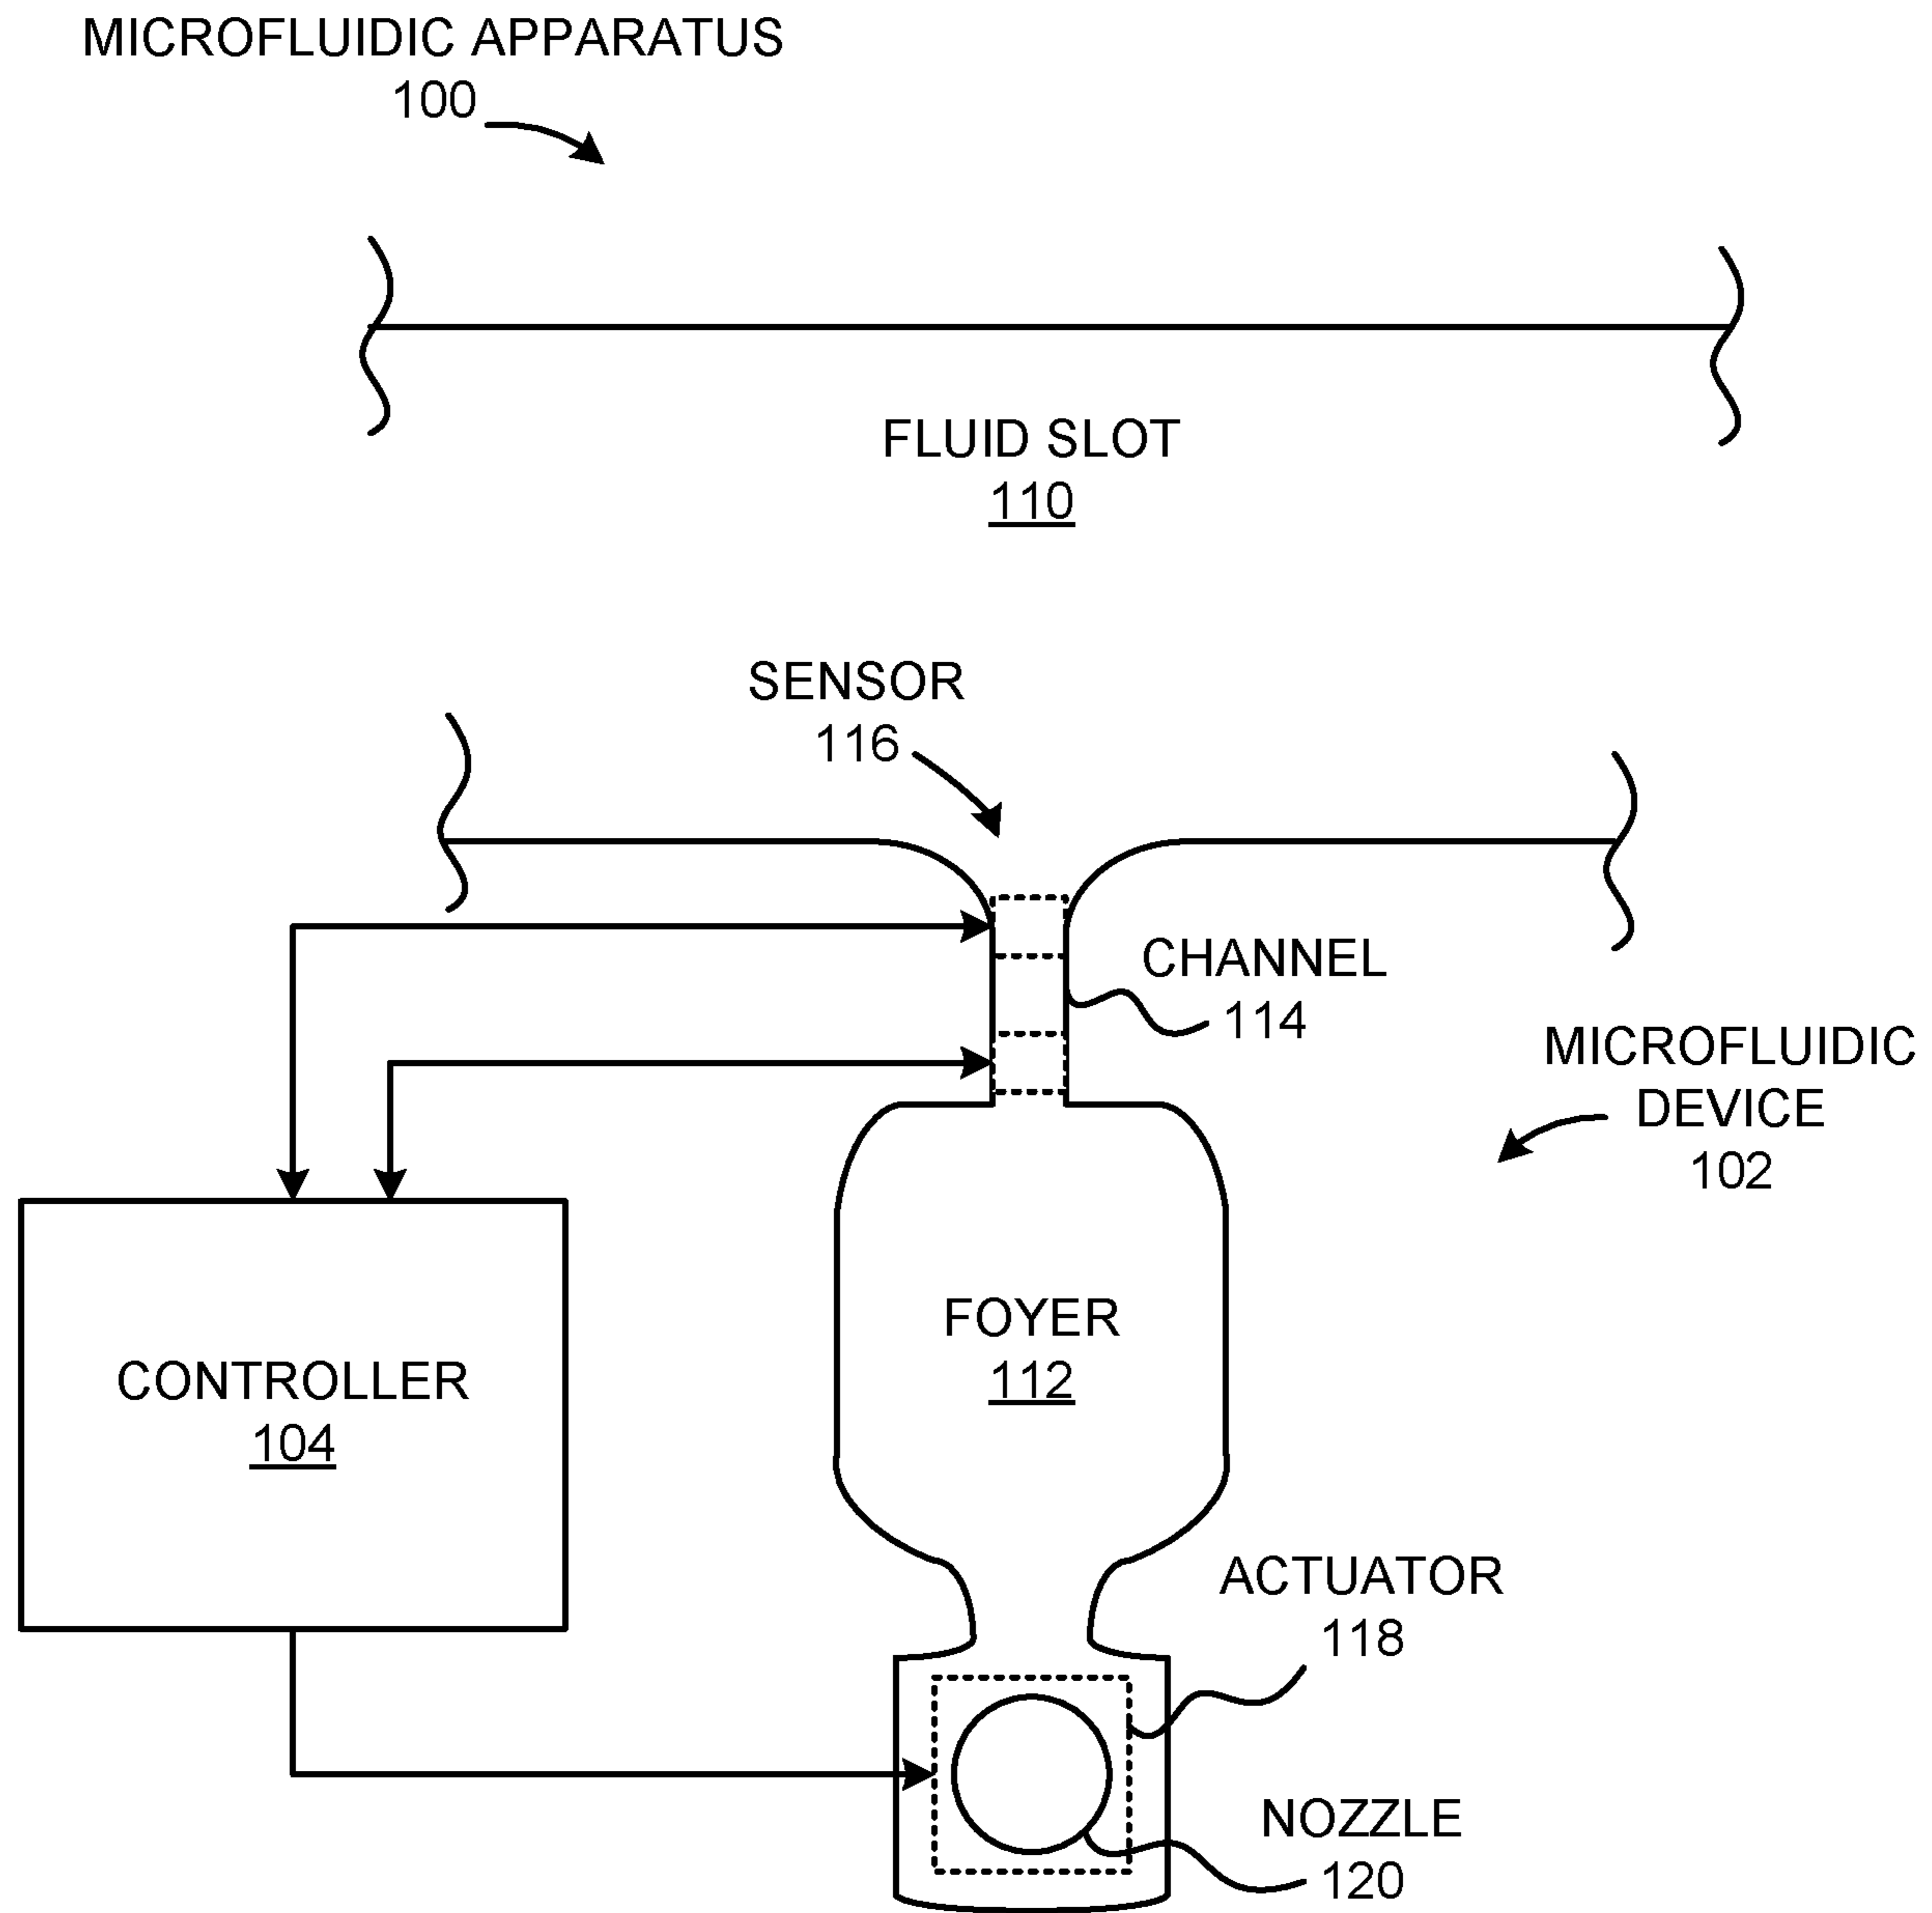 MICROFLUIDIC APPARATUS
100
FLUID SLOT
110
SENSOR
116
CHANNEL
114
MICROFLUIDIC
DEVICE
102
FOYER
112
CONTROLLER
104
ACTUATOR
118
NOZZLE
120